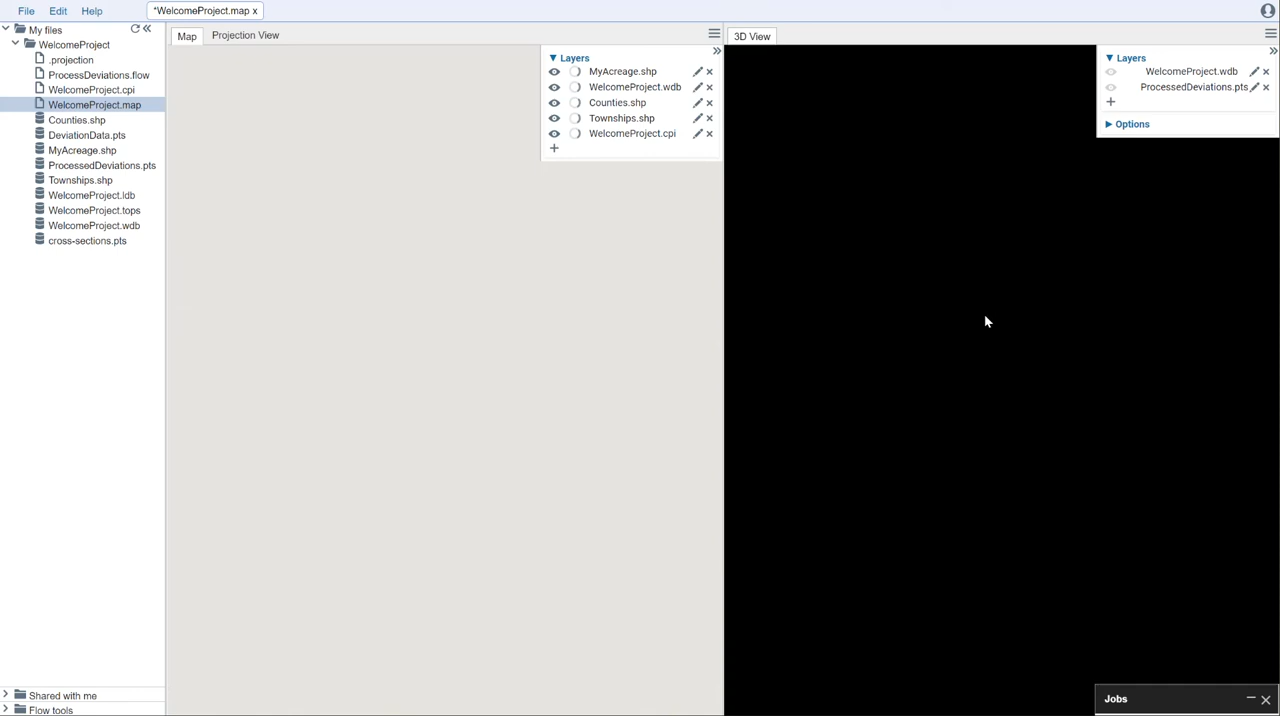 File Edit Help *WelcomeProject.map x
My files
WelcomeProject
.projection
ProcessDeviations.flow
WelcomeProject.cpi
WelcomeProject.map
Counties.shp
DeviationData.pts
MyAcreage.shp
ProcessedDeviations.pts
Townships.shp
WelcomeProject.ldb
WelcomeProject.tops
WelcomeProject.wdb
cross-sections.pts
Shared with me
Flow tools
Map Projection View
Layers
MyAcreage.shp
WelcomeProject.wdb
Counties.shp
Townships.shp
WelcomeProject.cpi
3D View
Layers
WelcomeProject.wdb
ProcessedDeviations.pts
Options
Jobs